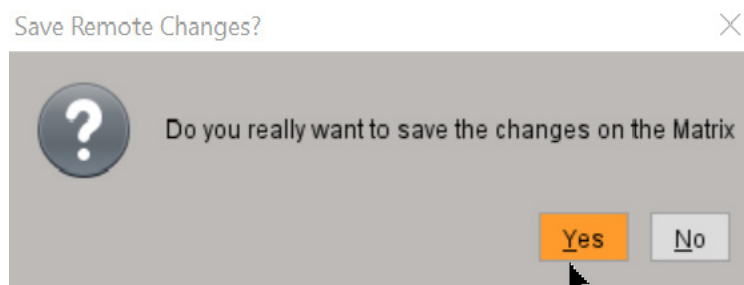 Save Remote Changes?
Do you really want to save the changes on the Matrix
Yes No